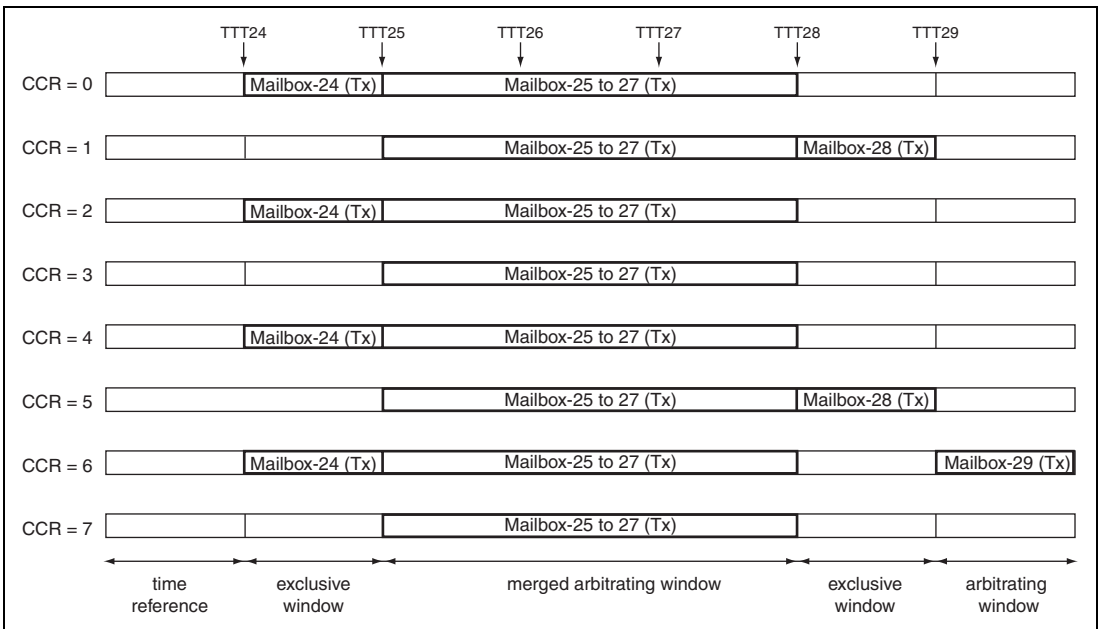 TTT24 TTT25 TTT26 TTT27 TTT28 TTT29
CCR = 0 Mailbox-24 (Tx) Mailbox-25 to 27 (Tx)
CCR = 1 Mailbox-25 to 27 (Tx) Mailbox-28 (Tx)
CCR = 2 Mailbox-24 (Tx) Mailbox-25 to 27 (Tx)
CCR = 3 Mailbox-25 to 27 (Tx)
CCR = 4 Mailbox-24 (Tx) Mailbox-25 to 27 (Tx)
CCR = 5 Mailbox-25 to 27 (Tx) Mailbox-28 (Tx)
CCR = 6 Mailbox-24 (Tx) Mailbox-25 to 27 (Tx) Mailbox-29 (Tx)
CCR = 7 Mailbox-25 to 27 (Tx)
time exclusive merged arbitrating window exclusive arbitrating
reference window window window